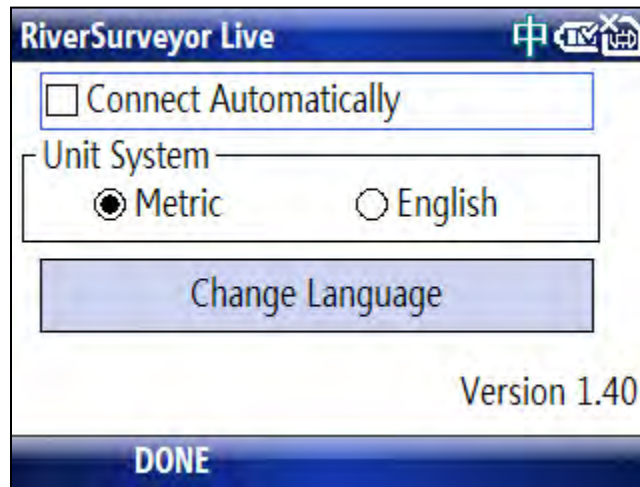 RiverSurveyor Live 中
Connect Automatically
Unit System
Metric English
Change Language
Version 1.40
DONE